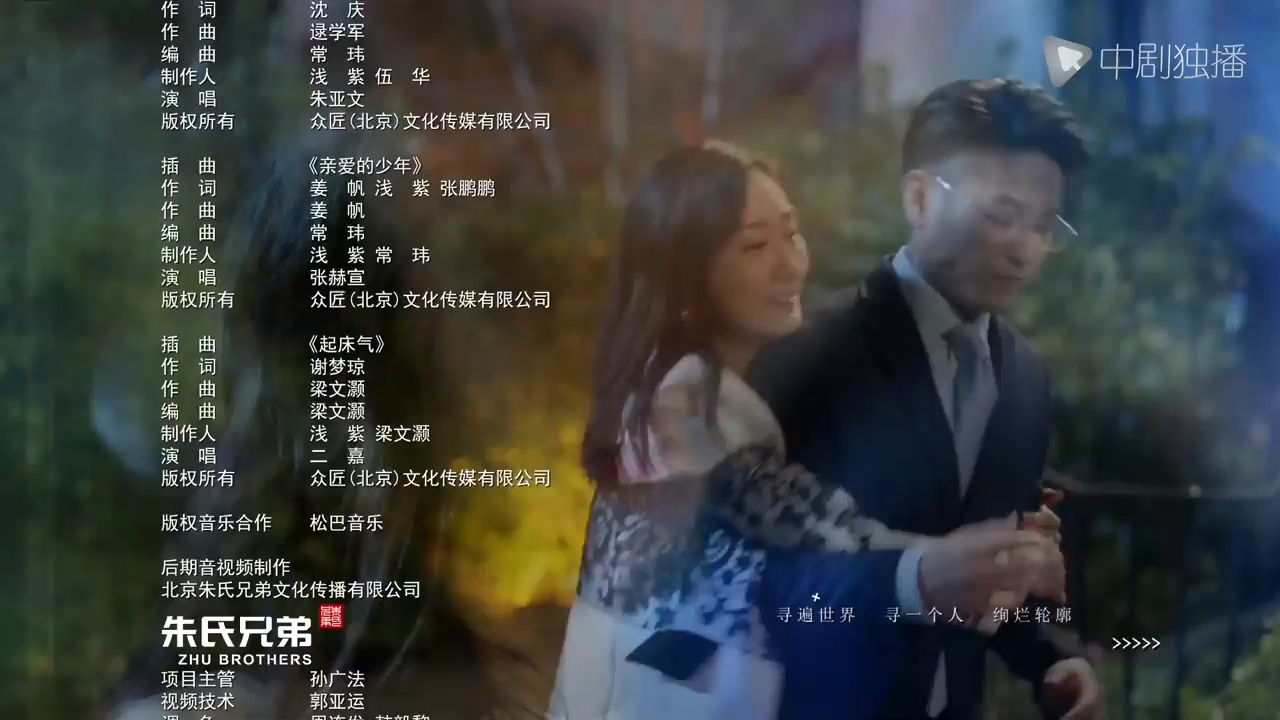 作 词 沈 庆
作 曲 逯学军
编 曲 常 玮
制作人 浅 紫 伍 华
演 唱 朱亚文
版权所有 众匠(北京)文化传媒有限公司
插 曲 《亲爱的少年》
作 词 姜 帆 浅 紫 张鹏鹏
作 曲 姜 帆
编 曲 常 玮
制作人 浅 紫 常 玮
演 唱 张赫宣
版权所有 众匠(北京)文化传媒有限公司
插 曲 《起床气》
作 词 谢梦琼
作 曲 梁文灏
编 曲 梁文灏
制作人 浅 紫 梁文灏
演 唱 二 嘉
版权所有 众匠(北京)文化传媒有限公司
版权音乐合作 松巴音乐
后期音视频制作
北京朱氏兄弟文化传播有限公司
朱氏兄弟
ZHU BROTHERS
项目主管 孙广法
视频技术 郭亚运
中剧独播
寻遍世界 寻一个人 绚烂轮廓
>>>>>